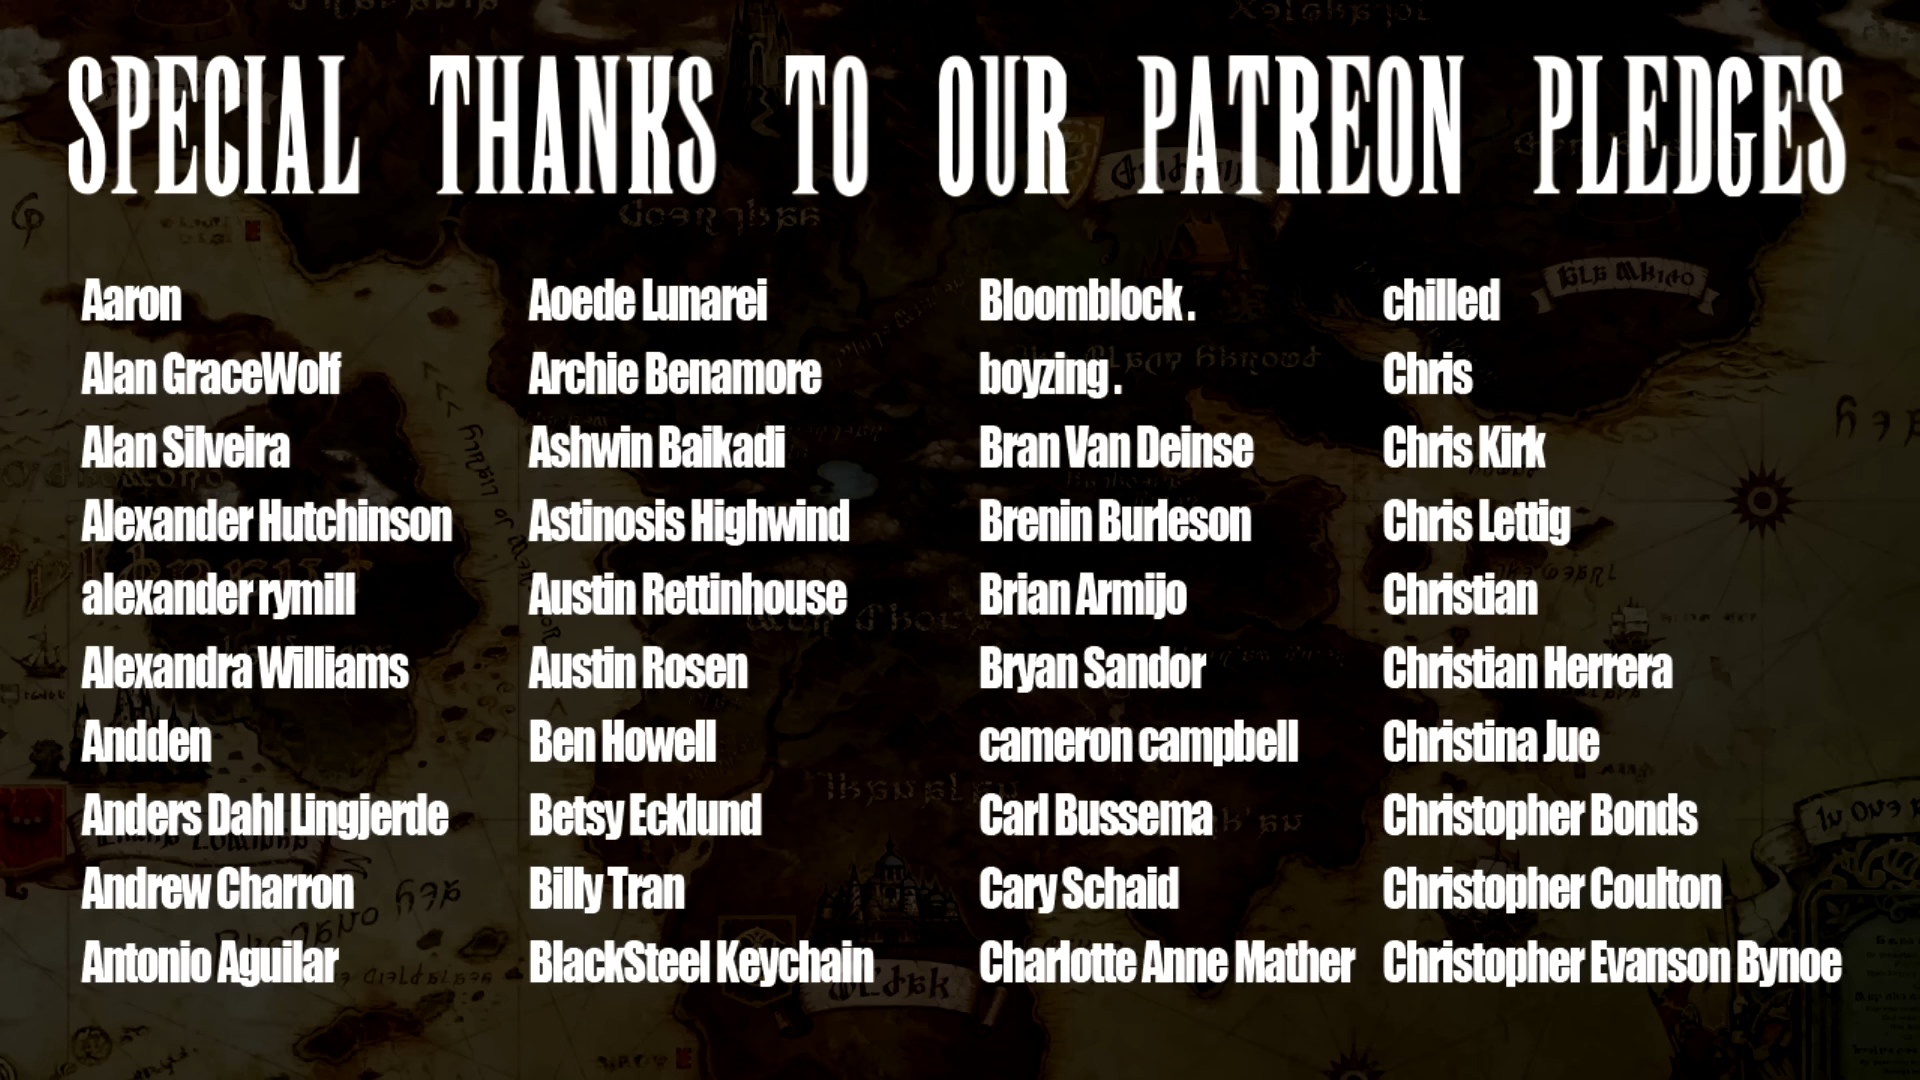 SPECIAL THANKS TO OUR PATREON PLEDGES
Aaron
Alan GraceWolf
Alan Silveira
Alexander Hutchinson
alexander rymill
Alexandra Williams
Andden
Anders Dahl Lingjerde
Andrew Charron
Antonio Aguilar
Aoede Lunarei
Archie Benamore
Ashwin Baikadi
Astinosis Highwind
Austin Rettinhouse
Austin Rosen
Ben Howell
Betsy Ecklund
Billy Tran
BlackSteel Keychain
Bloomblock .
boyzing .
Bran Van Deinse
Brenin Burleson
Brian Armijo
Bryan Sandor
cameron campbell
Carl Bussema
Cary Schaid
Charlotte Anne Mather
chilled
Chris
Chris Kirk
Chris Lettig
Christian
Christian Herrera
Christina Jue
Christopher Bonds
Christopher Coulton
Christopher Evanson Bynoe